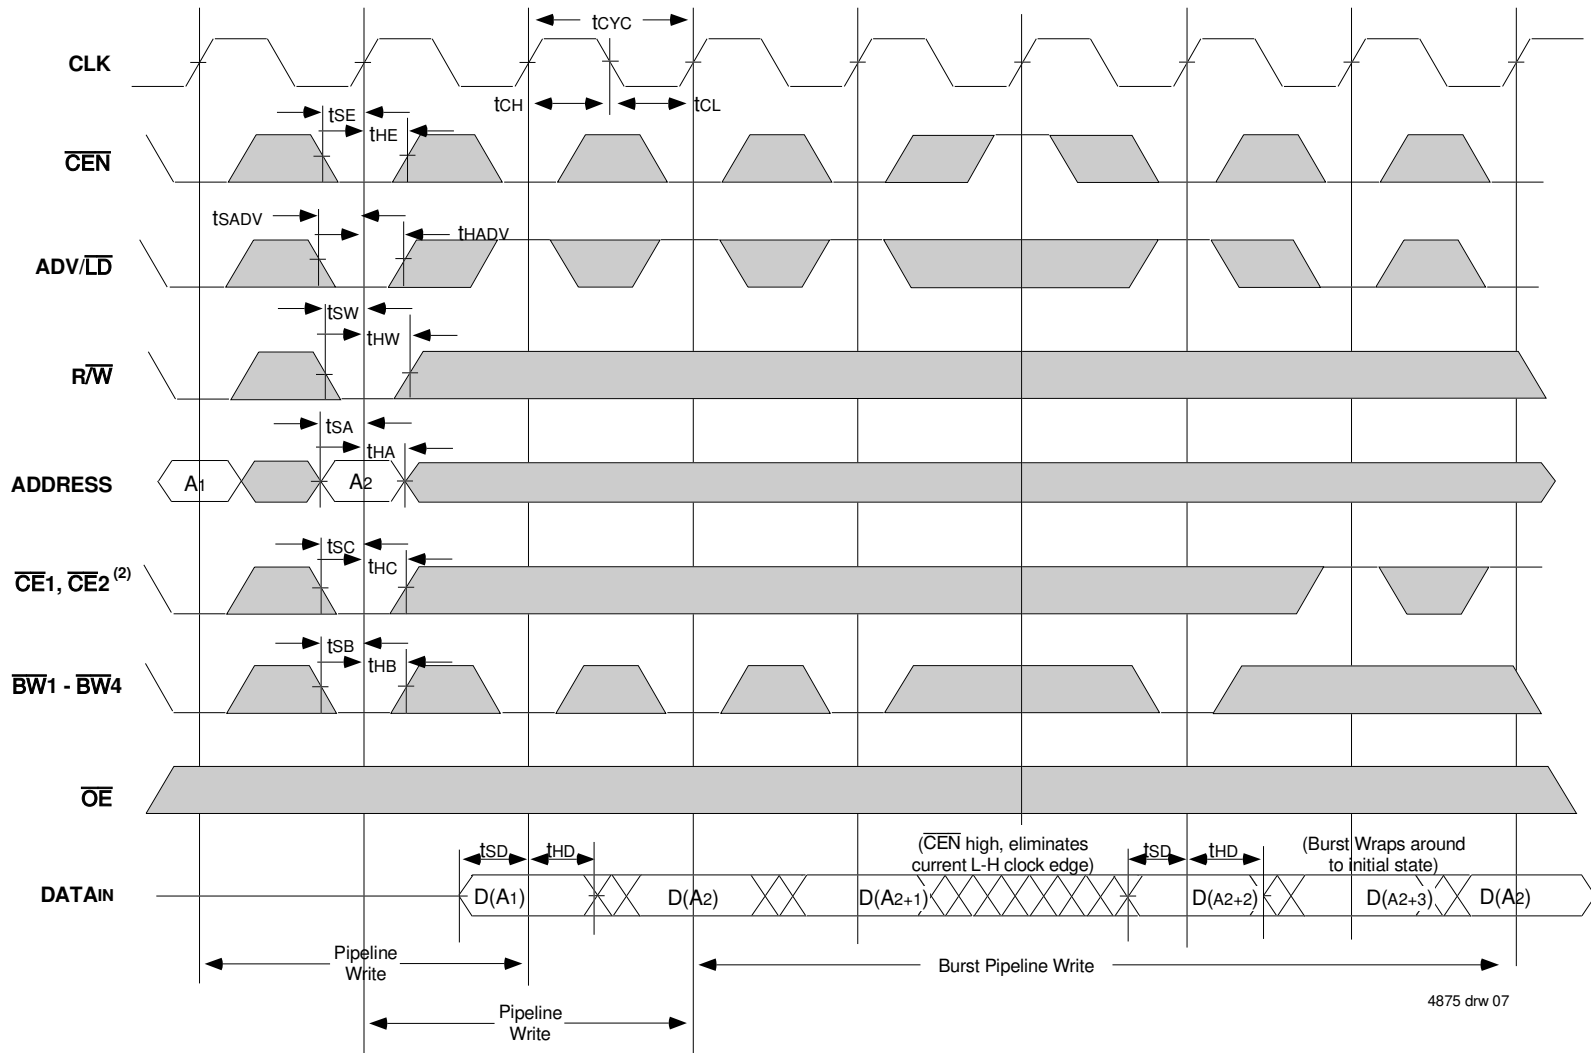 tCYC
CLK
tCH
tCL
tSE
tHE
CEN
tSADV
tHADV
ADV/LD
tSW
tHW
R/W
tSA
tHA
ADDRESS
A1
A2
tSC
tHC
CE1, CE2 (2)
tSB
tHB
BW1 - BW4
OE
(CEN high, eliminates
current L-H clock edge)
(Burst Wraps around
to initial state)
tSD
tHD
tSD
tHD
DATAIN
D(A1)
D(A2)
D(A2+1)
D(A2+2)
D(A2+3)
D(A2)
Pipeline
Write
Burst Pipeline Write
Pipeline
Write
4875 drw 07